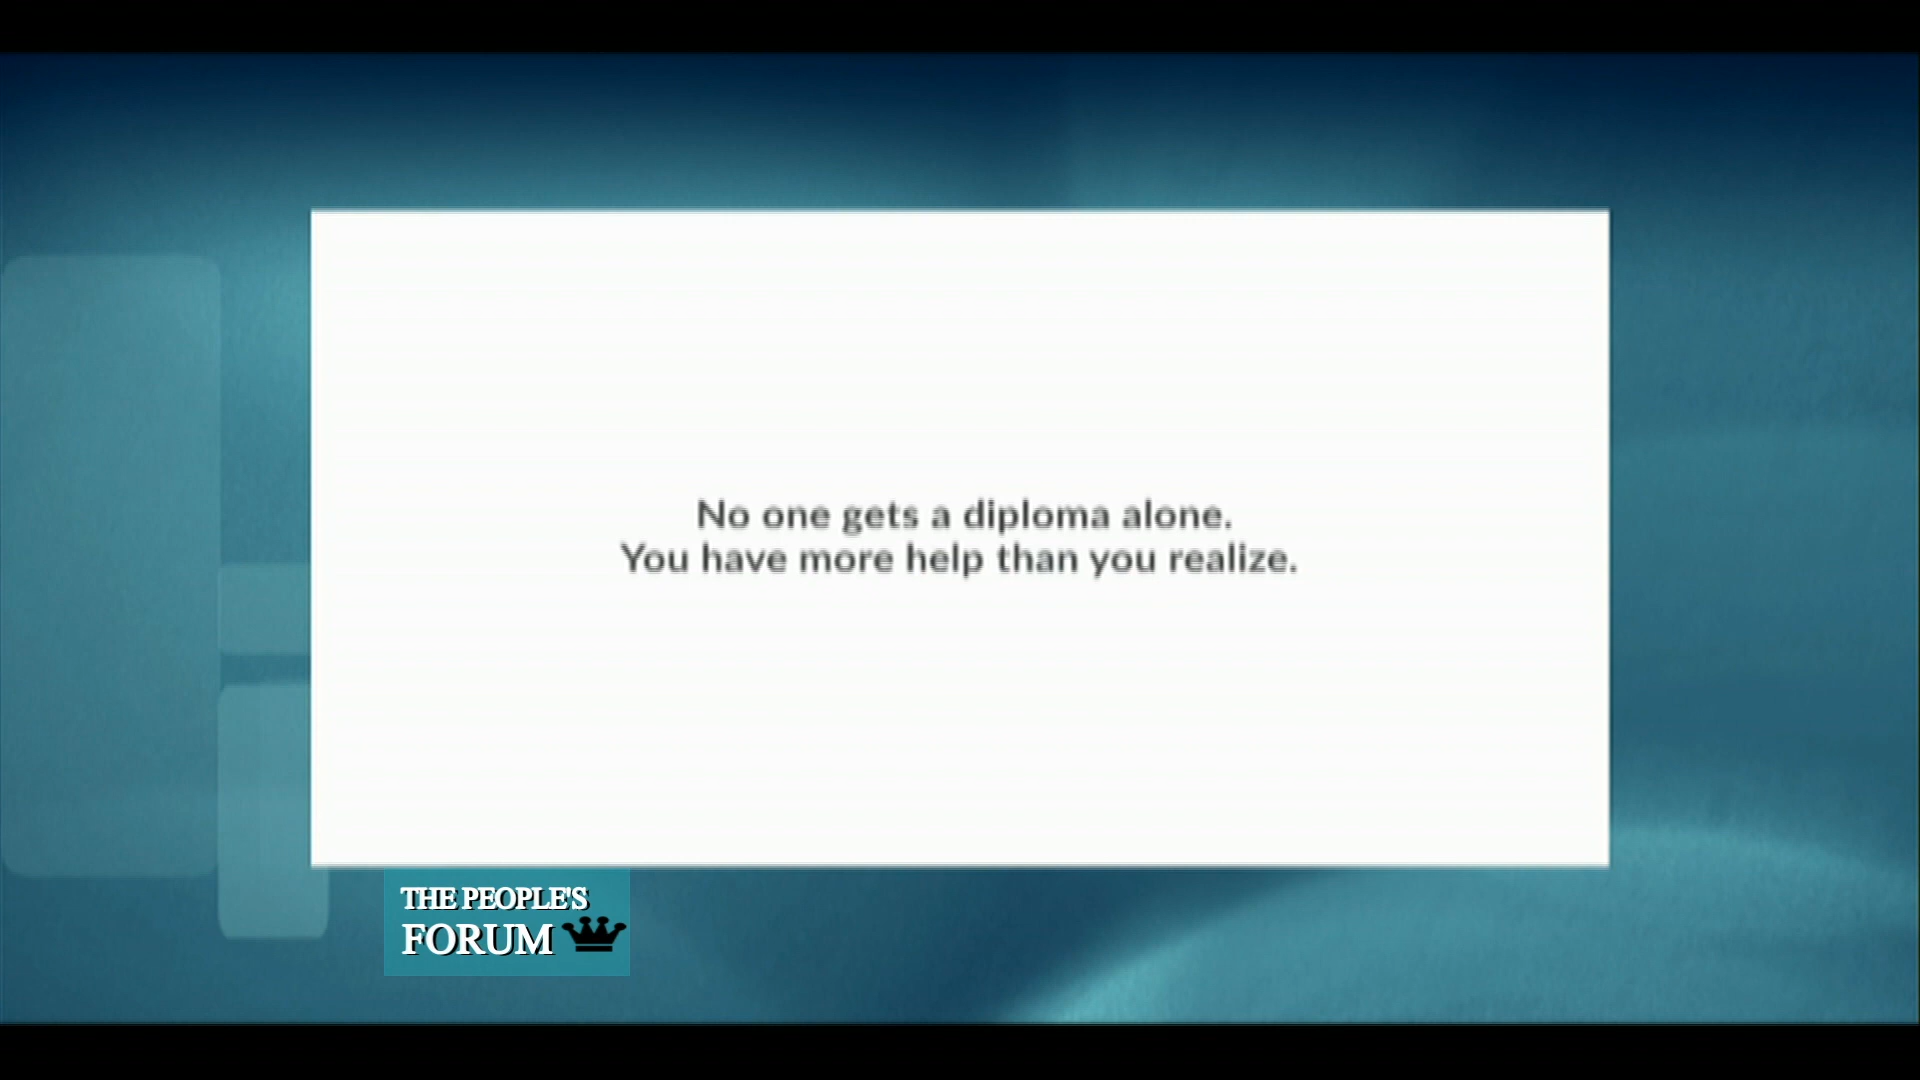 No one gets a diploma alone.
You have more help than you realize.
THE PEOPLE'S
FORUM